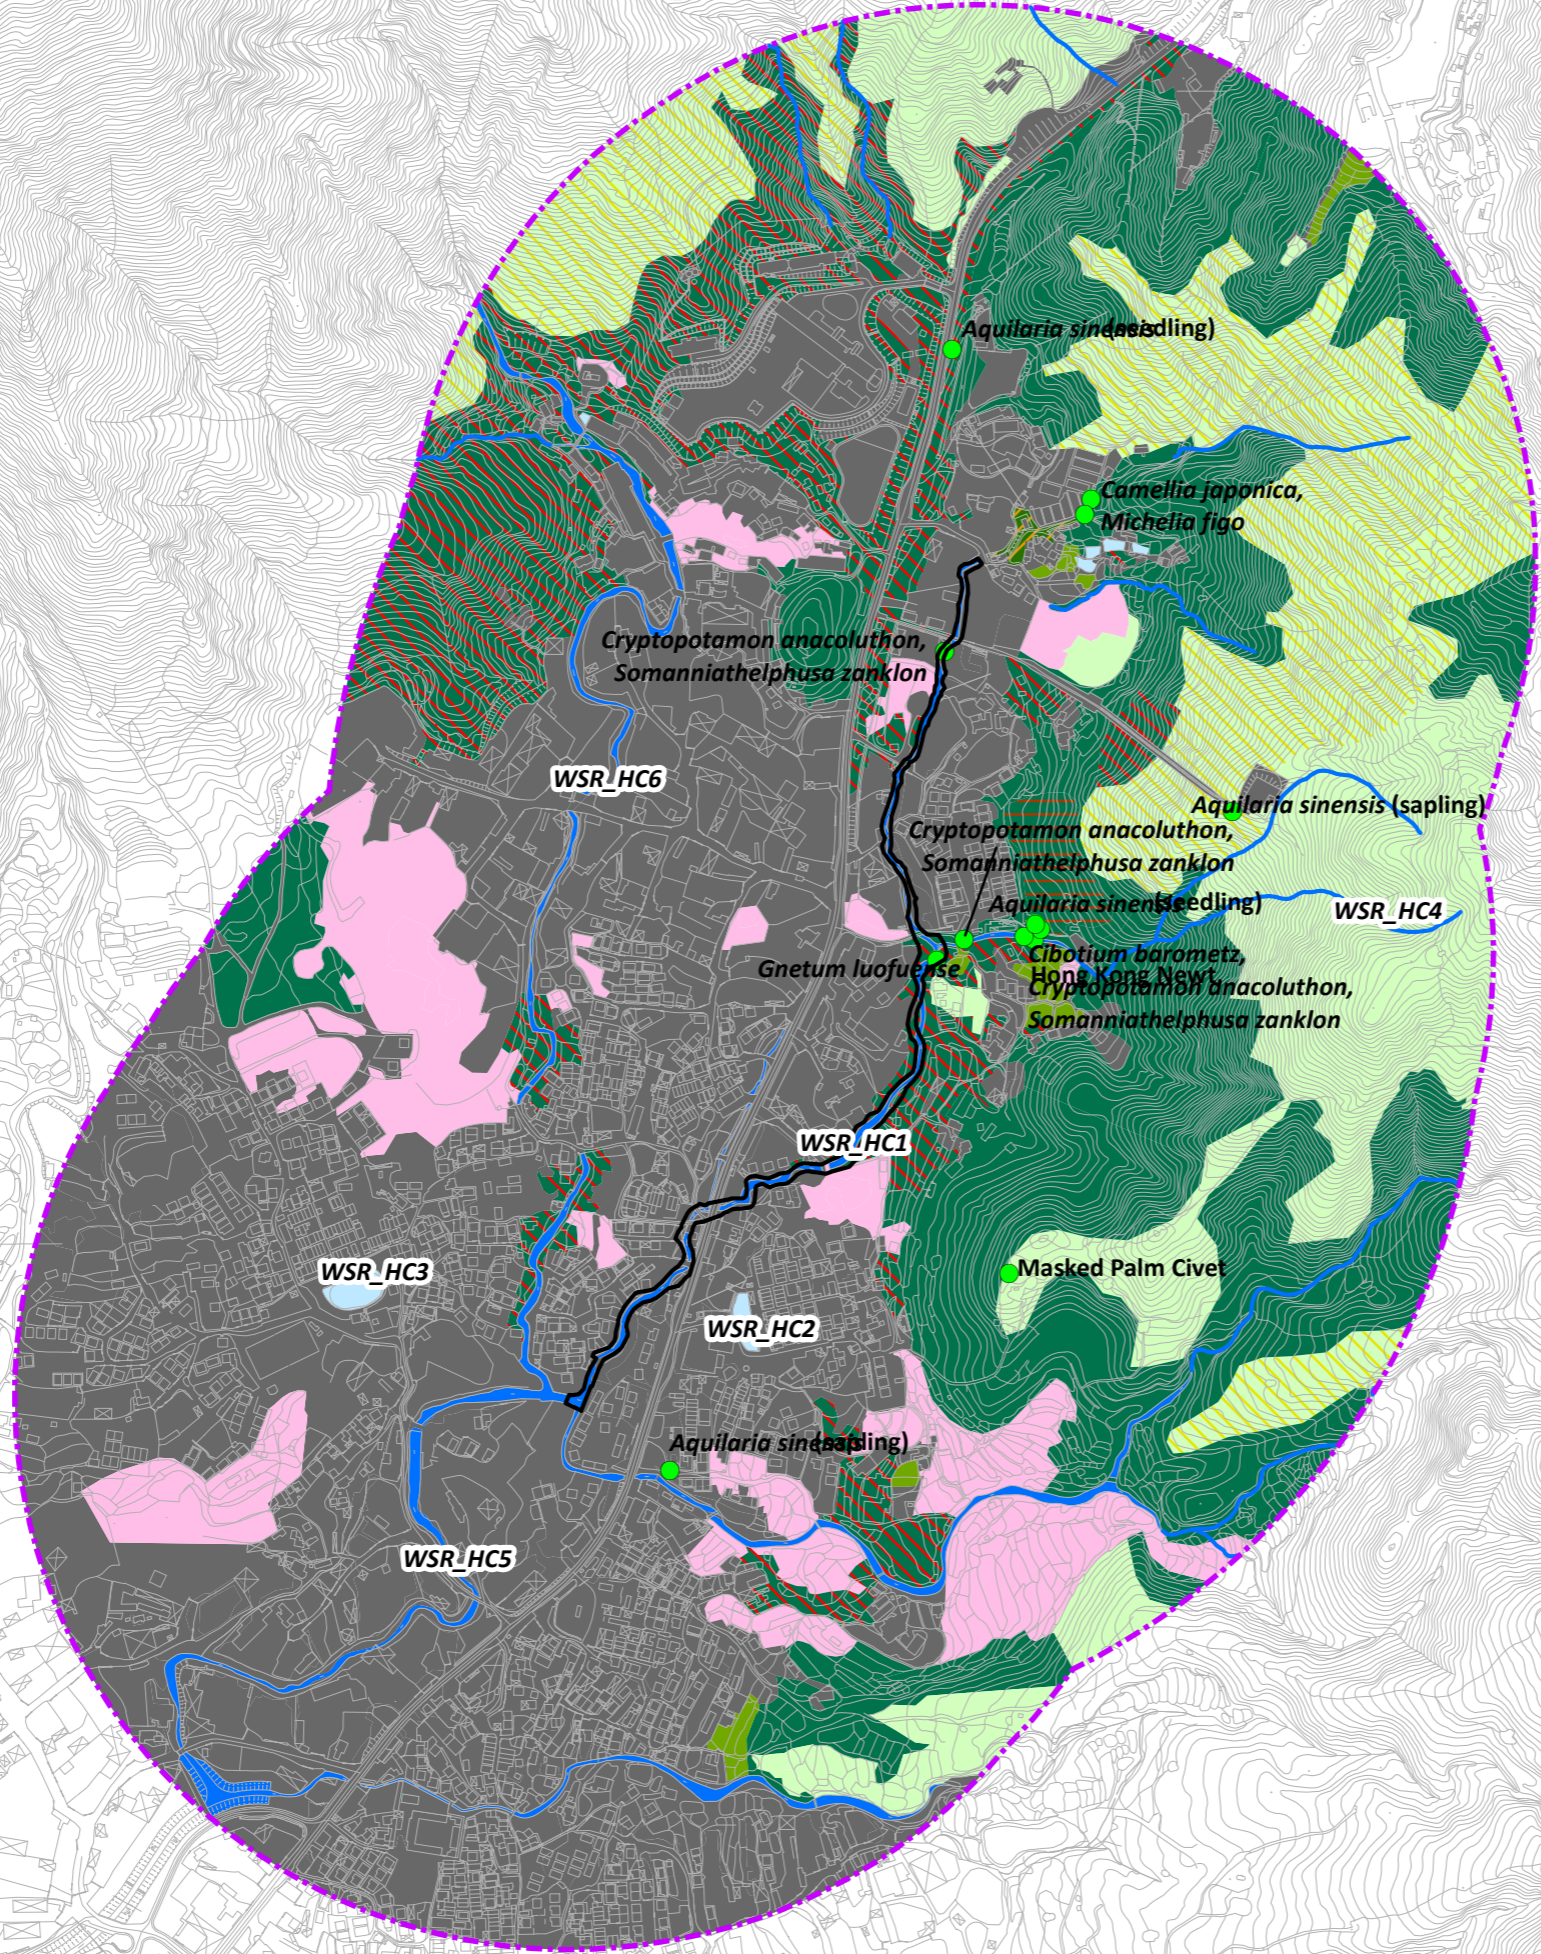 Aquilaria sinensis (seedling)
Camellia japonica,
Michelia figo
Cryptopotamon anacoluthon,
Somanniathelphusa zanklon
WSR_HC6
Aquilaria sinensis (sapling)
Cryptopotamon anacoluthon,
Somanniathelphusa zanklon
Aquilaria sinensis (seedling)
WSR_HC4
Cibotium barometz,
Gnetum luofuense
Hong Kong Newt
Cryptopotamon anacoluthon,
Somanniathelphusa zanklon
WSR_HC1
Masked Palm Civet
WSR_HC3
WSR_HC2
Aquilaria sinensis (sapling)
WSR_HC5